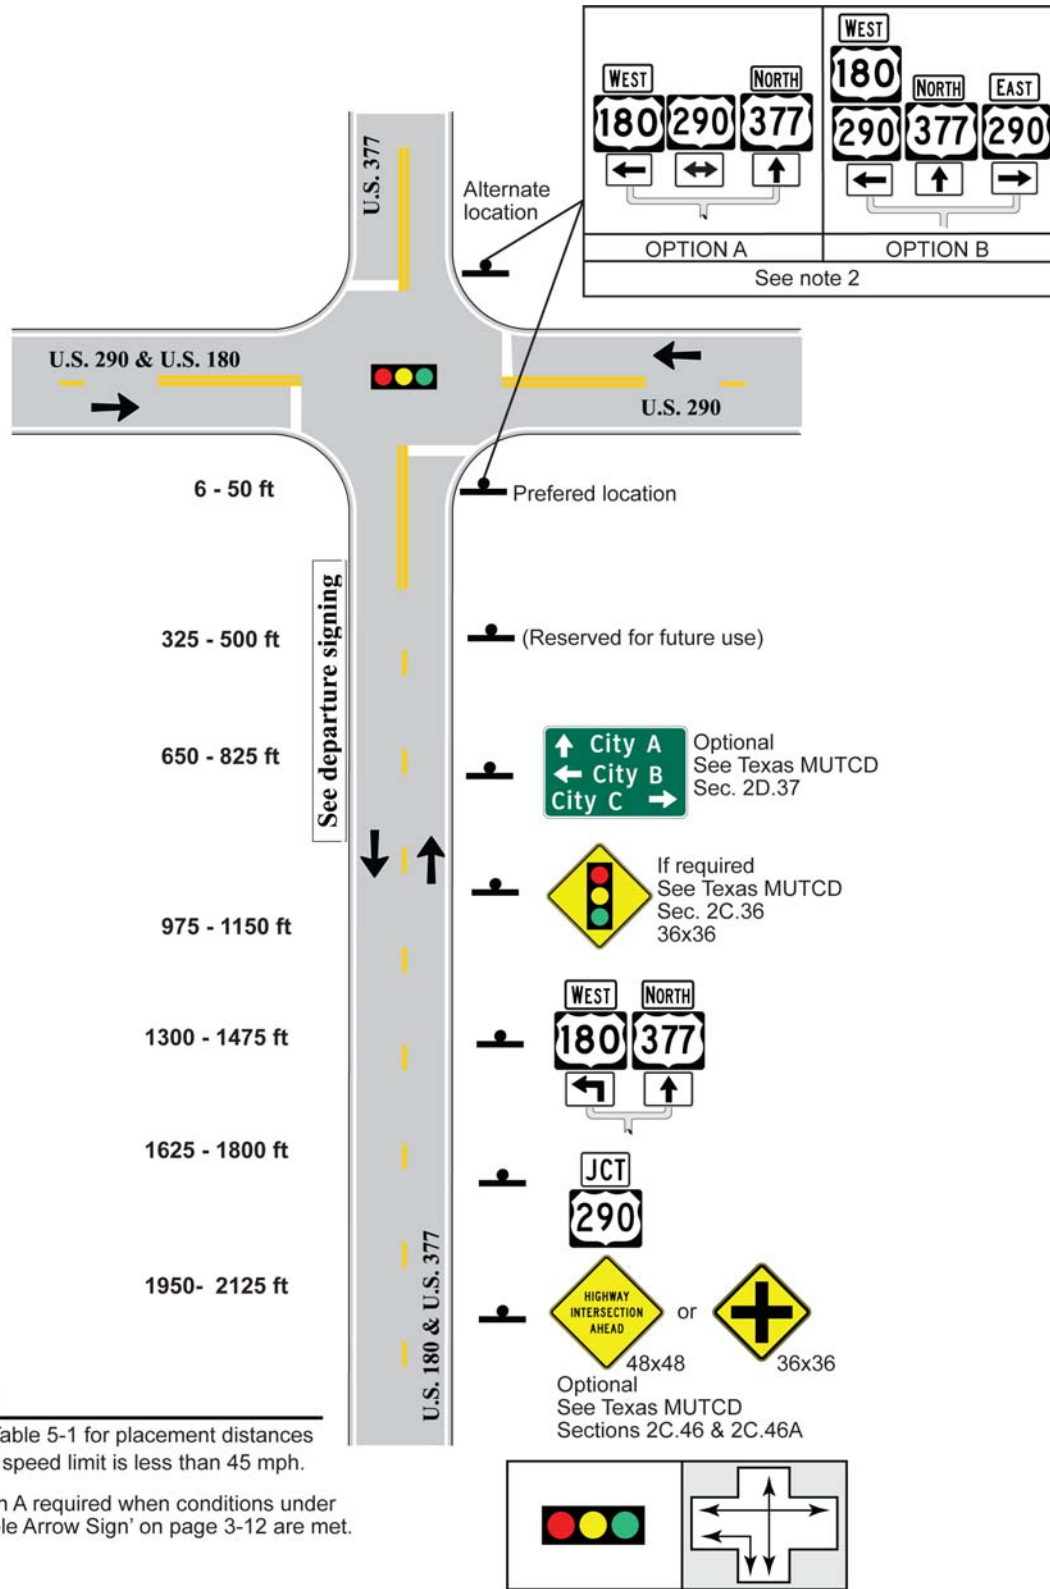 WEST
180
290
NORTH
377
WEST
180
290
NORTH
377
EAST
290
OPTION A
OPTION B
See note 2
U.S. 377
Alternate
location
U.S. 290 & U.S. 180
U.S. 290
6 - 50 ft
Prefered location
See departure signing
325 - 500 ft
(Reserved for future use)
650 - 825 ft
City A
City B
City C
Optional
See Texas MUTCD
Sec. 2D.37
If required
See Texas MUTCD
Sec. 2C.36
36x36
975 - 1150 ft
WEST
180
NORTH
377
1300 - 1475 ft
1625 - 1800 ft
JCT
290
1950- 2125 ft
HIGHWAY
INTERSECTION
AHEAD
or
48x48
36x36
Optional
See Texas MUTCD
Sections 2C.46 & 2C.46A
U.S. 180 & U.S. 377
able 5-1 for placement distances
speed limit is less than 45 mph.
n A required when conditions under
le Arrow Sign' on page 3-12 are met.